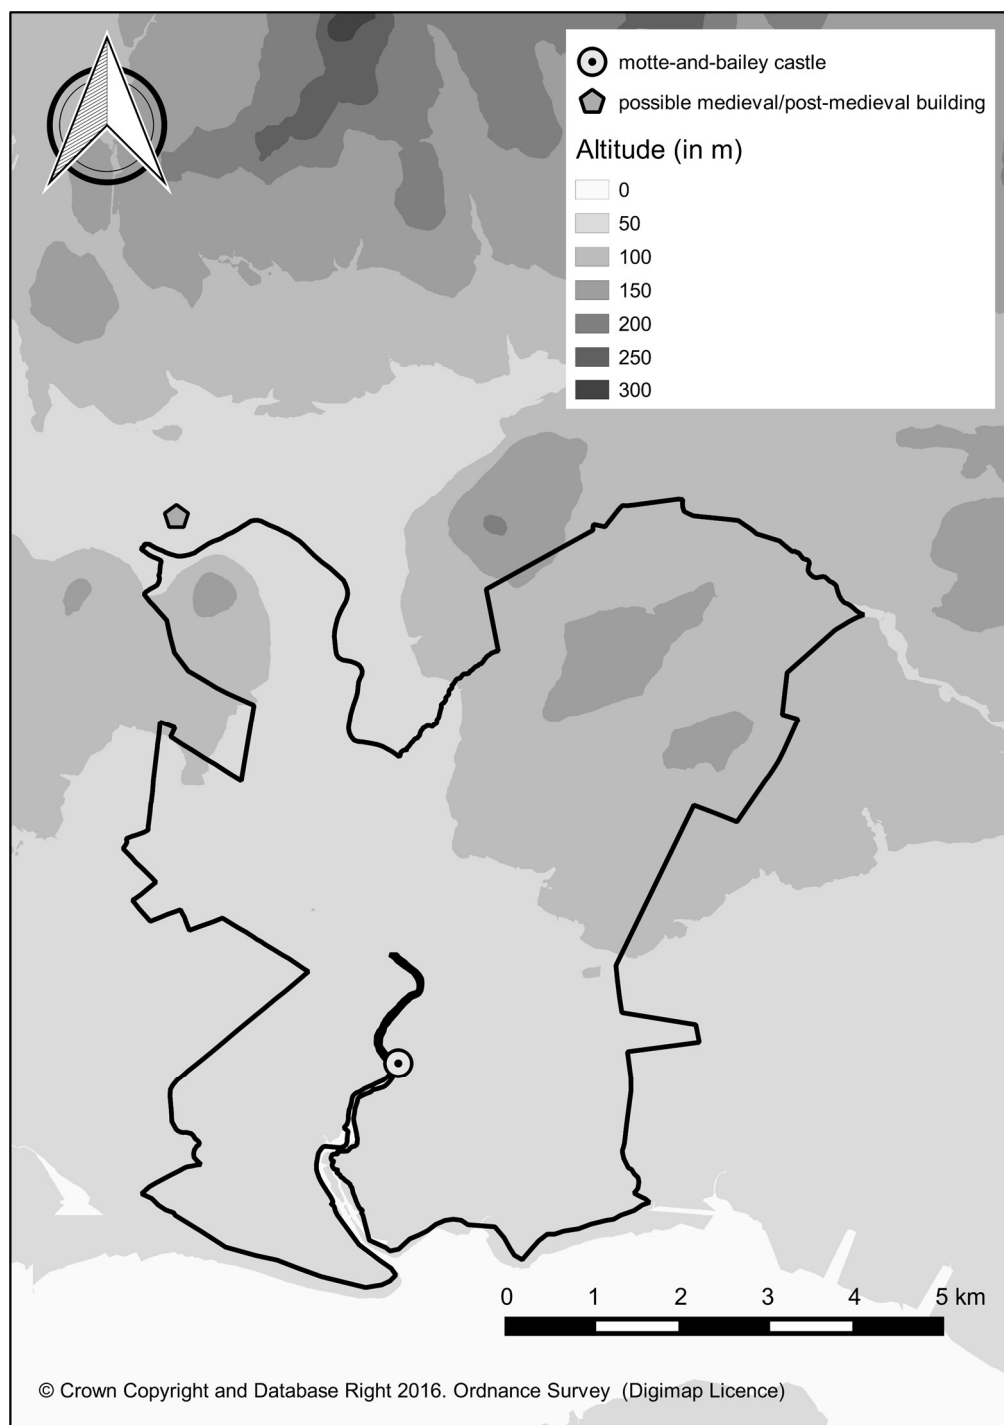 motte-and-bailey castle
possible medieval/post-medieval building
Altitude (in m)
0
50
100
150
200
250
300
0 1 2 3 4 5 km
© Crown Copyright and Database Right 2016. Ordnance Survey (Digimap Licence)